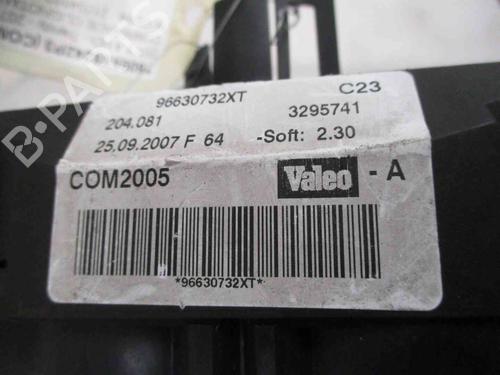 96630732XT C23
204.081 3295741
25.09.2007 F 64 -Soft: 2.30
COM2005 Valeo - A
*96630732XT*
B-PARTS